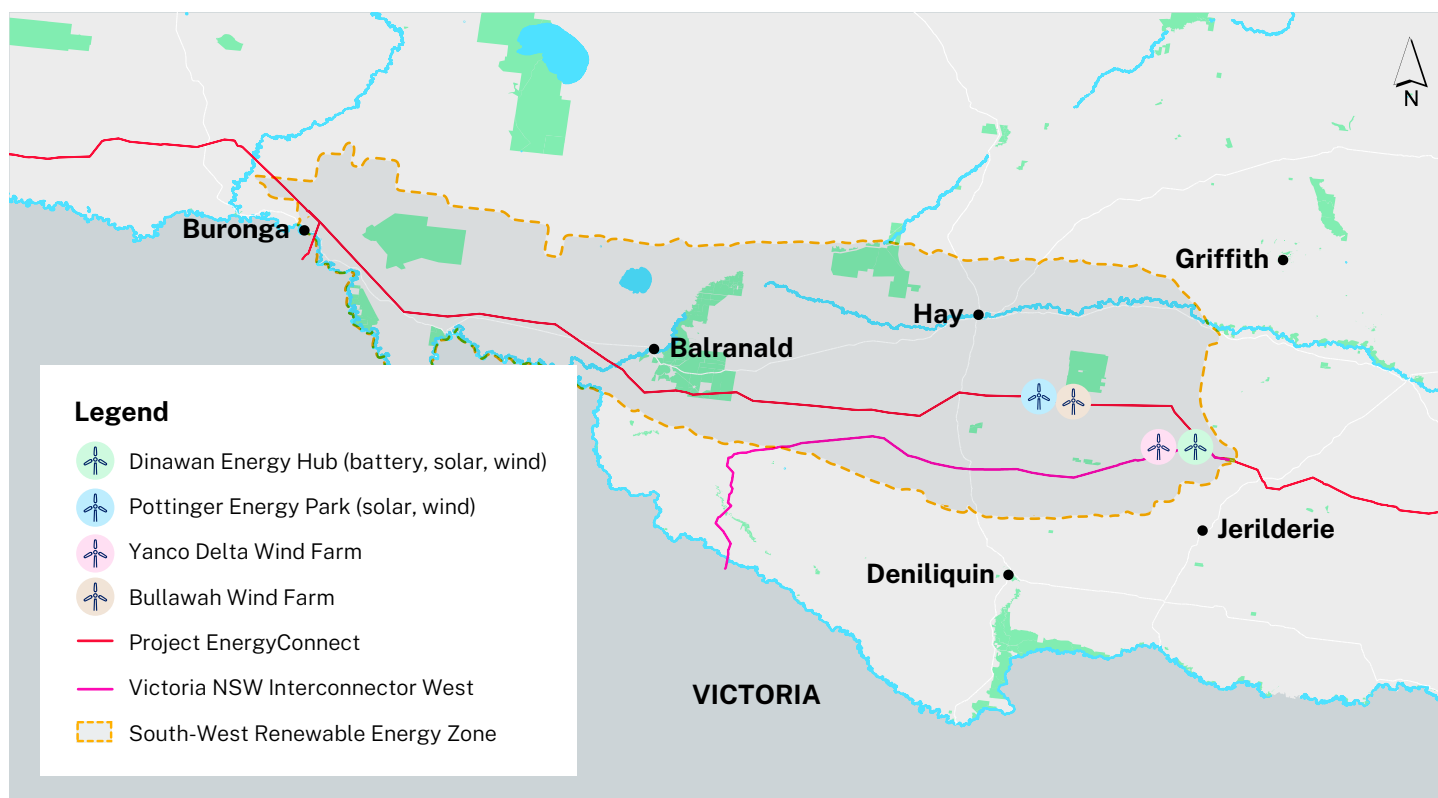 N
Buronga
Griffith
Hay
Balranald
Jerilderie
Deniliquin
VICTORIA
Legend
Dinawan Energy Hub (battery, solar, wind)
Pottinger Energy Park (solar, wind)
Yanco Delta Wind Farm
Bullawah Wind Farm
Project EnergyConnect
Victoria NSW Interconnector West
South-West Renewable Energy Zone